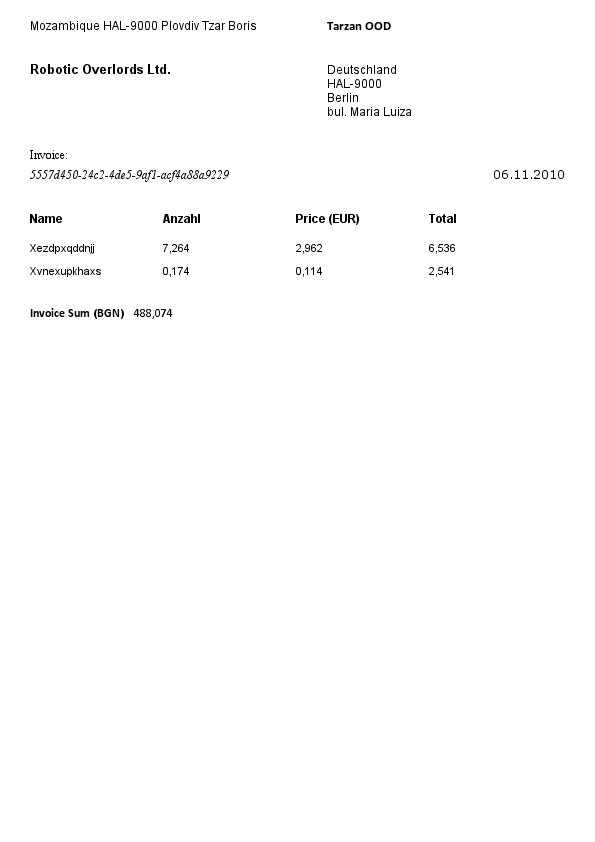 Mozambique HAL-9000 Plovdiv Tzar Boris
Tarzan OOD
Robotic Overlords Ltd.
Deutschland
HAL-9000
Berlin
bul. Maria Luiza
Invoice:
5557d450-24c2-4de5-9af1-acf4a88a9229
06.11.2010
Name Anzahl Price (EUR) Total
Xezdpxqddnjj 7,264 2,962 6,536
Xvnexupkhaxs 0,174 0,114 2,541
Invoice Sum (BGN) 488,074